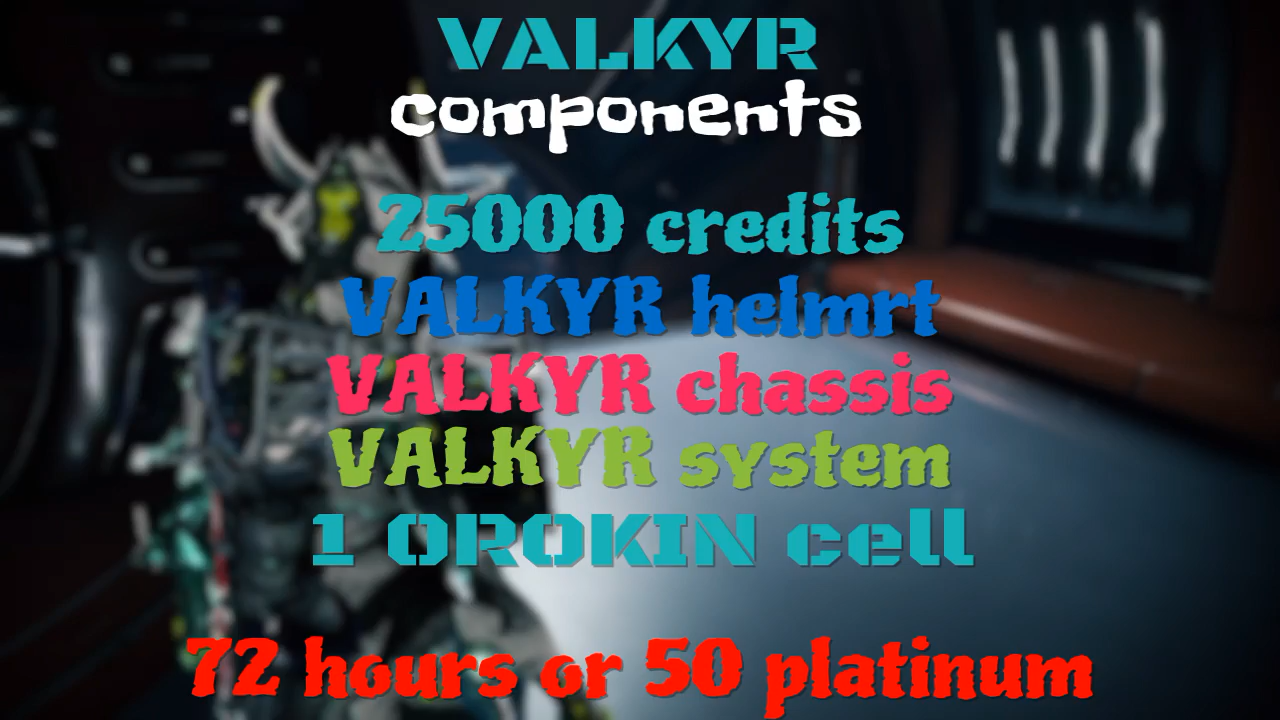 VALKYR
components
25000 credits
VALKYR helmrt
VALKYR chassis
VALKYR system
1 OROKIN cell
72 hours or 50 platinum